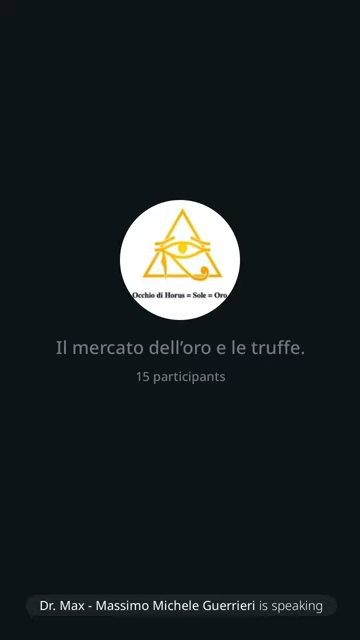 Occhio di Horus = Sole = Oro
Il mercato dell’oro e le truffe.
15 participants
Dr. Max - Massimo Michele Guerrieri is speaking